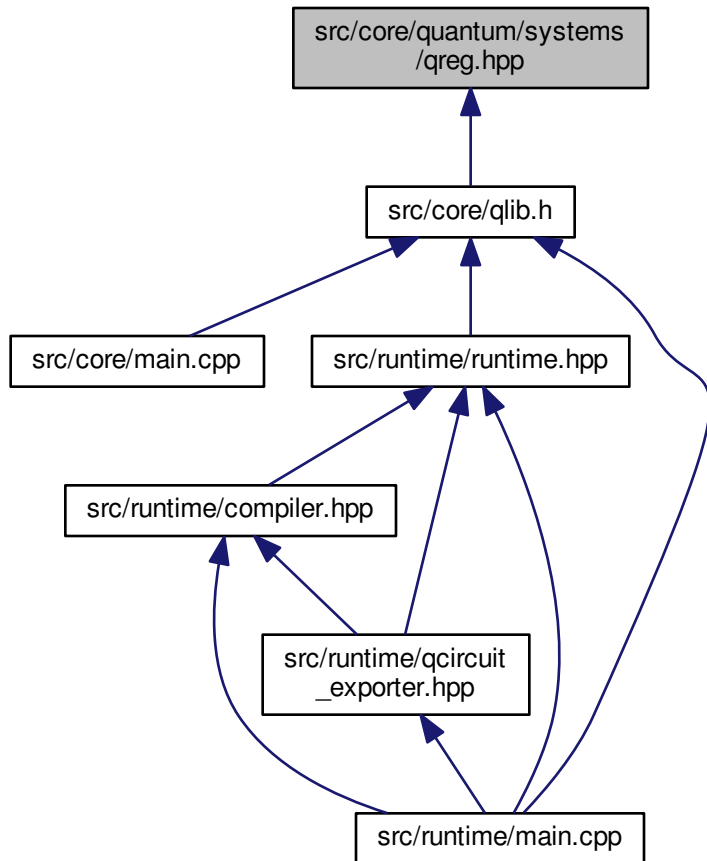 src/core/quantum/systems
/qreg.hpp
src/core/qlib.h
src/core/main.cpp
src/runtime/runtime.hpp
src/runtime/compiler.hpp
src/runtime/qcircuit
_exporter.hpp
src/runtime/main.cpp